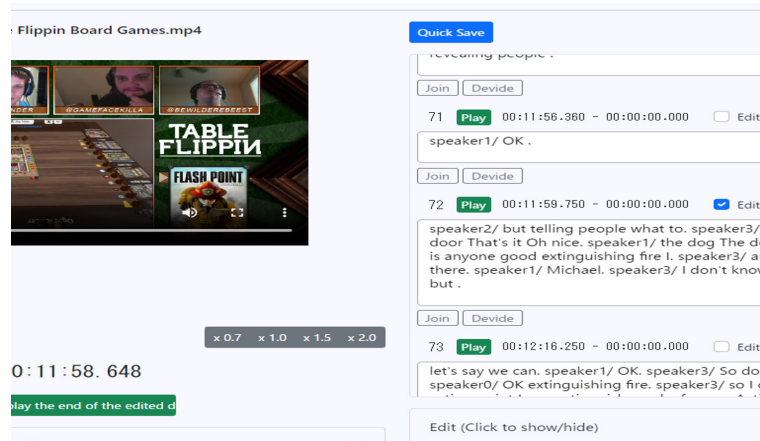 Flippin Board Games.mp4
Quick Save
revealing people .
NDER
@GAMEFACEKILLA
@BEWILDEREBEEST
TABLE
FLIPPIN
FLASH POINT
Join Devide
71 Play 00:11:56.360 - 00:00:00.000 Edit
speaker1/ OK .
Join Devide
72 Play 00:11:59.750 - 00:00:00.000 Edit
speaker2/ but telling people what to. speaker3/
door That's it Oh nice. speaker1/ the dog The d
is anyone good extinguishing fire I. speaker3/ a
there. speaker1/ Michael. speaker3/ I don't know
but .
Join Devide
x 0.7 x 1.0 x 1.5 x 2.0
73 Play 00:12:16.250 - 00:00:00.000 Edit
let's say we can. speaker1/ OK. speaker3/ So do
speaker0/ OK extinguishing fire. speaker3/ so I
0:11:58. 648
play the end of the edited d
Edit (Click to show/hide)